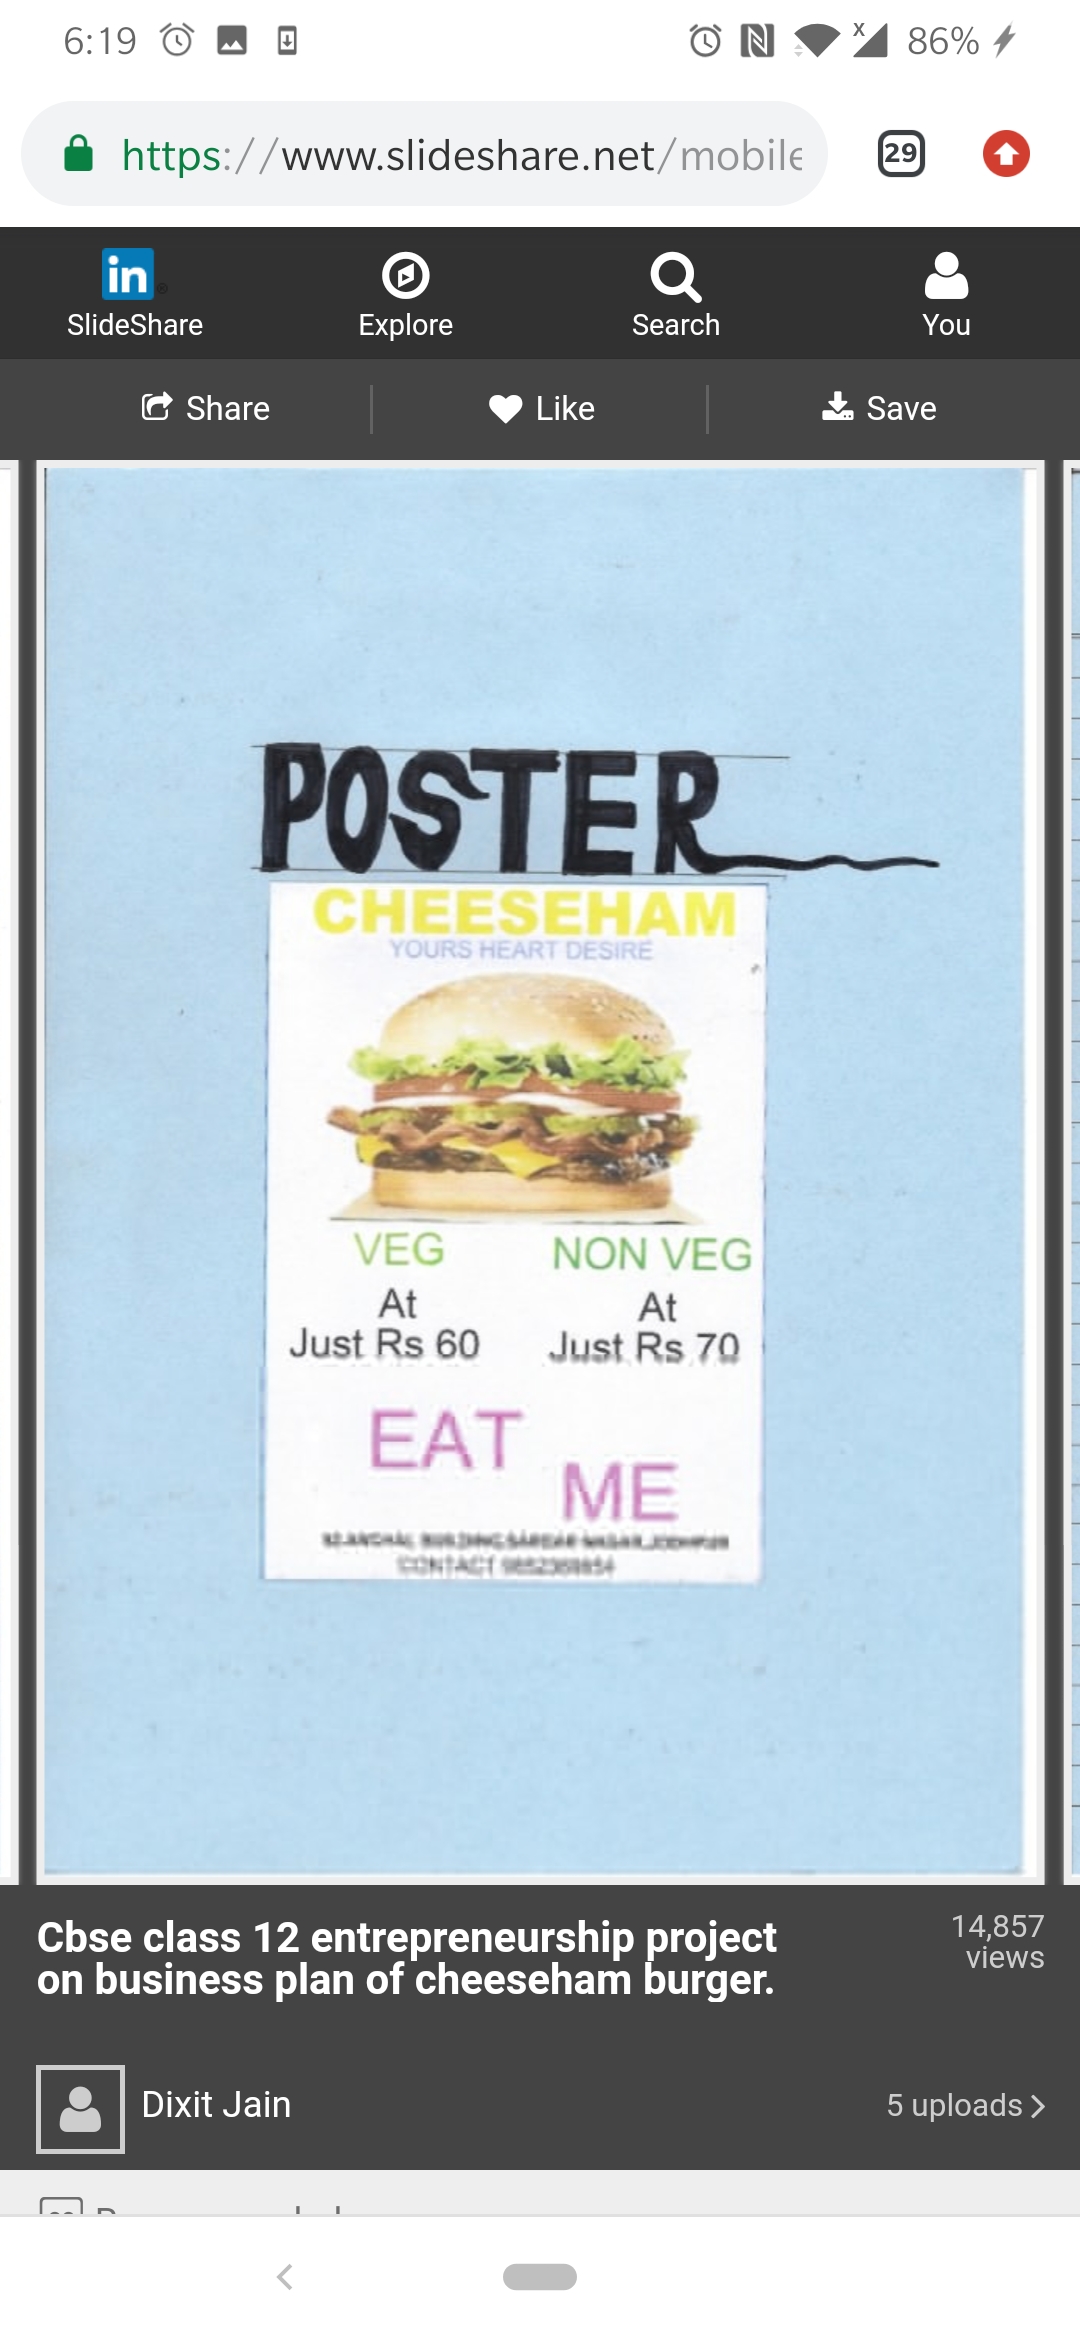 6:19
x 86%
https://www.slideshare.net/mobile
29
in
SlideShare Explore Search You
Share Like Save
POSTER
CHEESEHAM
YOURS HEART DESIRE
VEG NON VEG
At At
Just Rs 60 Just Rs 70
EAT
ME
CONTACT
Cbse class 12 entrepreneurship project
on business plan of cheeseham burger.
14,857
views
Dixit Jain
5 uploads